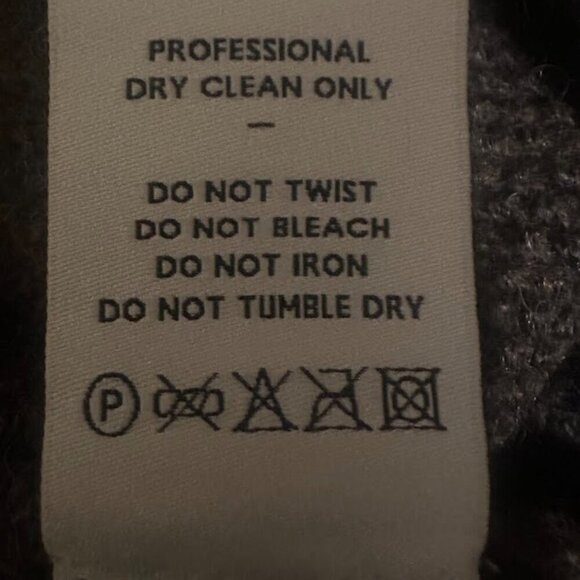 PROFESSIONAL
DRY CLEAN ONLY
—
DO NOT TWIST
DO NOT BLEACH
DO NOT IRON
DO NOT TUMBLE DRY
P